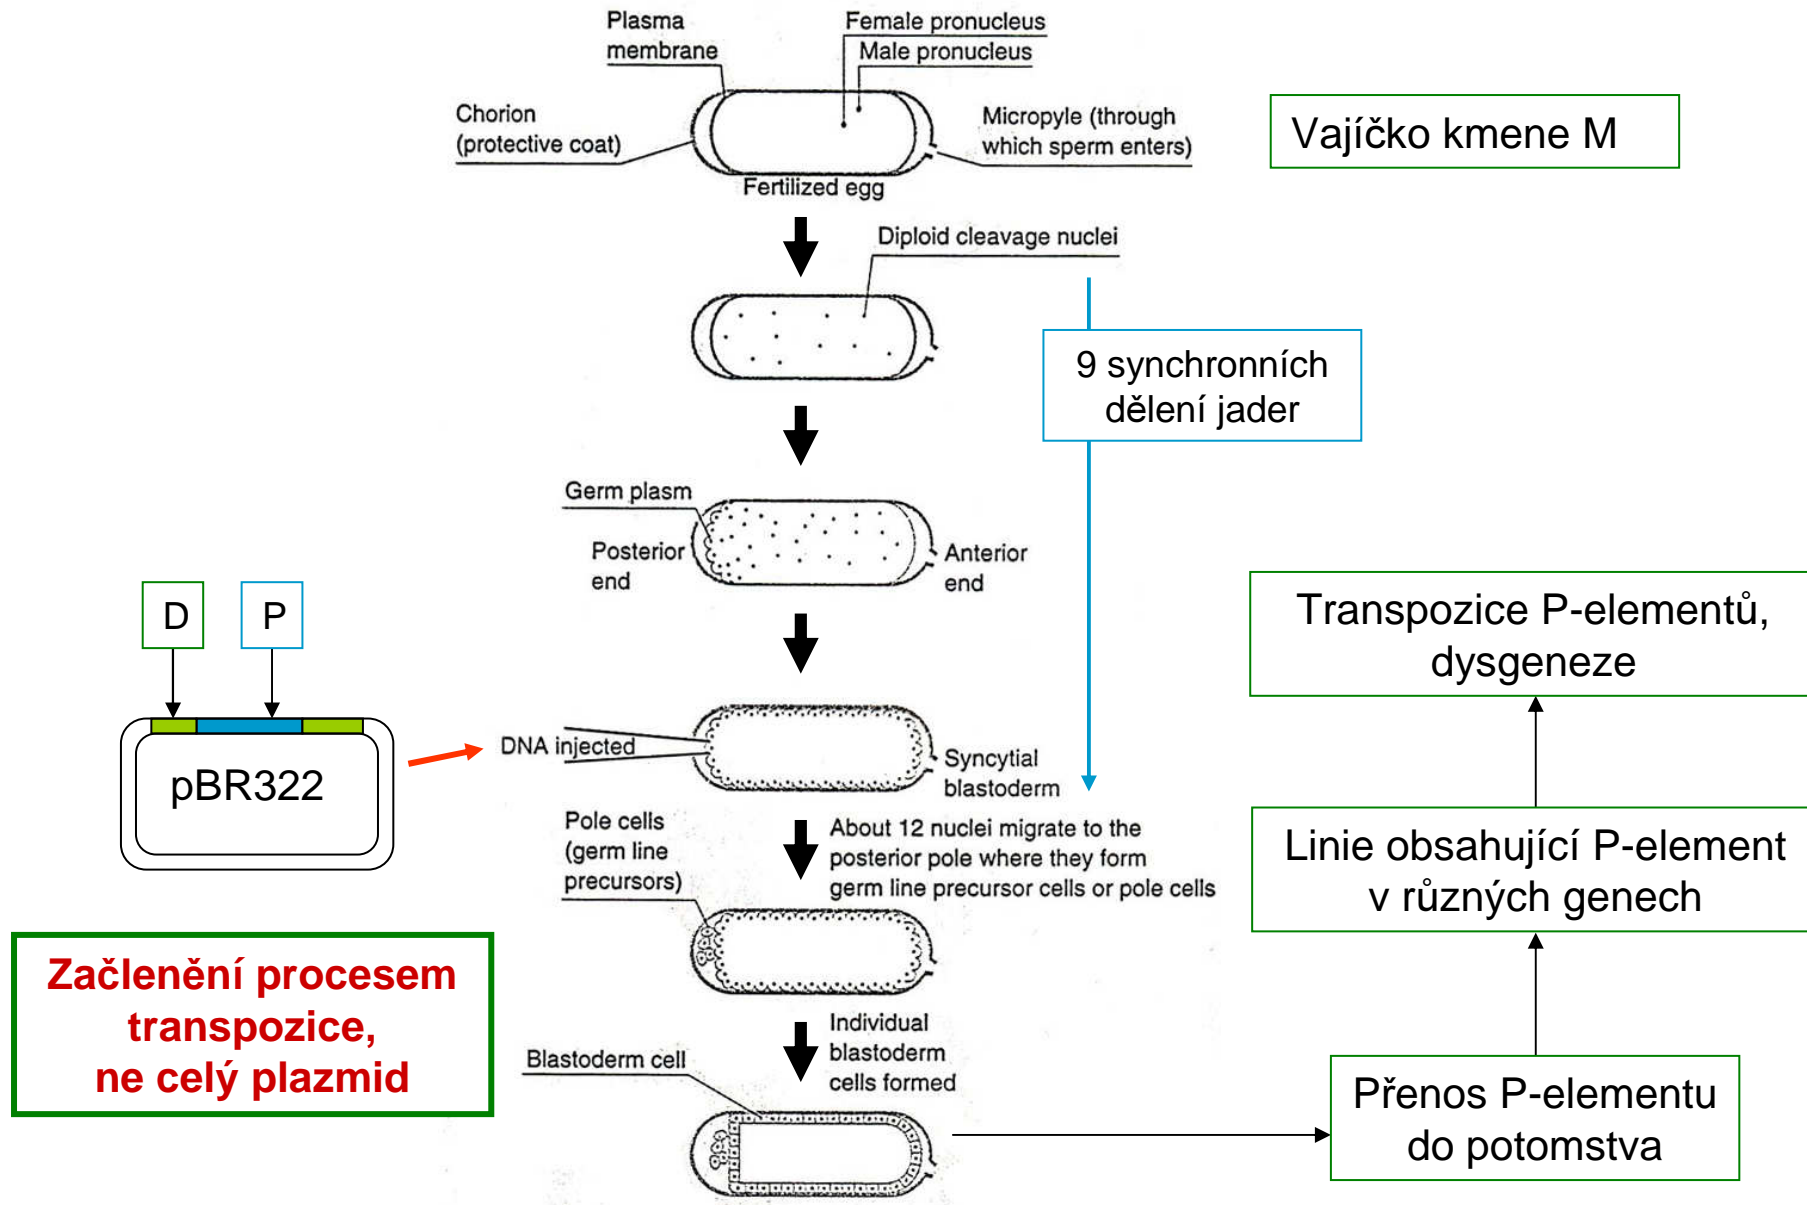 Plasma
membrane
Female pronucleus
Male pronucleus
Chorion
(protective coat)
Micropyle (through
which sperm enters)
Fertilized egg
Vajíčko kmene M
Diploid cleavage nuclei
9 synchronních
dělení jader
Germ plasm
Posterior
end
Anterior
end
D
P
pBR322
DNA injected
Syncytial
blastoderm
Pole cells
(germ line
precursors)
About 12 nuclei migrate to the
posterior pole where they form
germ line precursor cells or pole cells
Začlenění procesem
transpozice,
ne celý plazmid
Individual
blastoderm
cells formed
Blastoderm cell
Transpozice P-elementů,
dysgeneze
Linie obsahující P-element
v různých genech
Přenos P-elementu
do potomstva